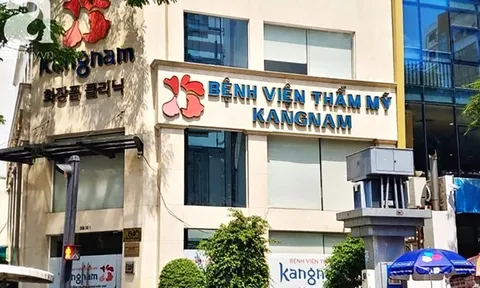 kangnam
화장품 클리닉
BỆNH VIỆN THẨM MỸ
KANGNAM
BỆNH VIỆN THẨM MỸ
kangnam
kangnam